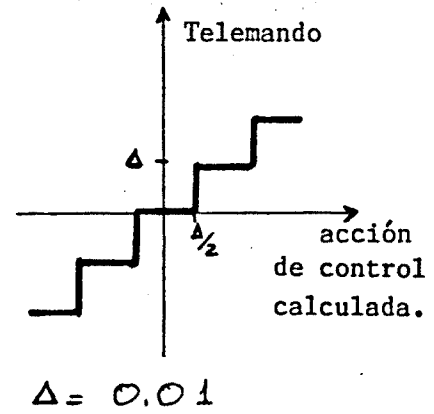 Telemando
Δ
Δ/2
acción
de control
calculada.
Δ = 0.01